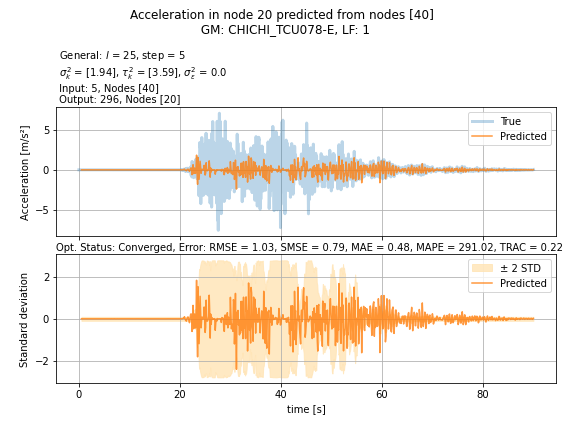 Acceleration in node 20 predicted from nodes [40]
GM: CHICHI_TCU078-E, LF: 1
General: l = 25, step = 5
σ²ₖ = [1.94], τ²ₖ = [3.59], σ²ε = 0.0
Input: 5, Nodes [40]
Output: 296, Nodes [20]
Acceleration [m/s²]
5
0
−5
True
Predicted
Opt. Status: Converged, Error: RMSE = 1.03, SMSE = 0.79, MAE = 0.48, MAPE = 291.02, TRAC = 0.22
Standard deviation
2
0
−2
± 2 STD
Predicted
0 20 40 60 80
time [s]